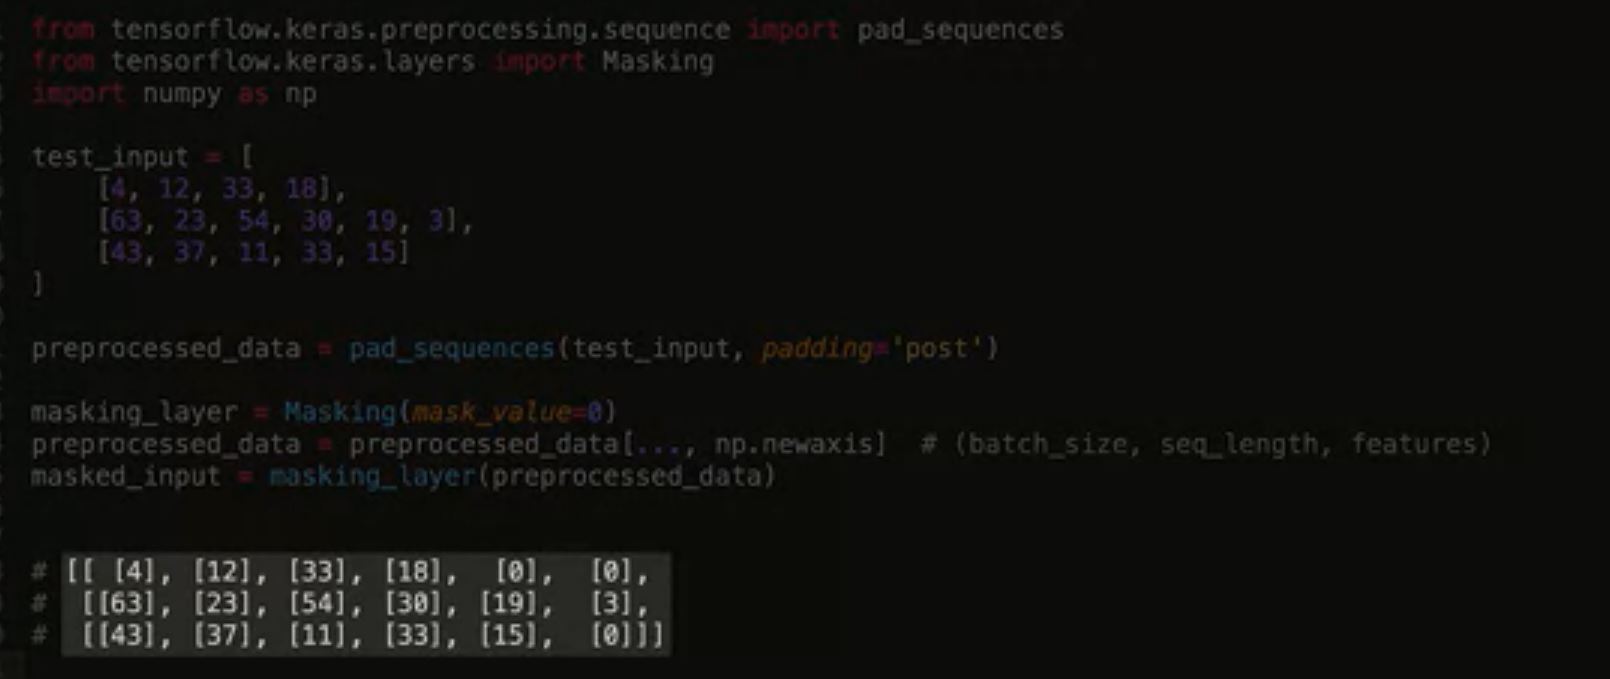 from tensorflow.keras.preprocessing.sequence import pad_sequences
from tensorflow.keras.layers import Masking
import numpy as np
test_input = [
[4, 12, 33, 18],
[63, 23, 54, 30, 19, 3],
[43, 37, 11, 33, 15]
]
preprocessed_data = pad_sequences(test_input, padding='post')
masking_layer = Masking(mask_value=0)
preprocessed_data = preprocessed_data[..., np.newaxis]  # (batch_size, seq_length, features)
masked_input = masking_layer(preprocessed_data)
# [[ [4], [12], [33], [18],  [0],  [0],
#  [[63], [23], [54], [30], [19],  [3],
#  [[43], [37], [11], [33], [15],  [0]]]